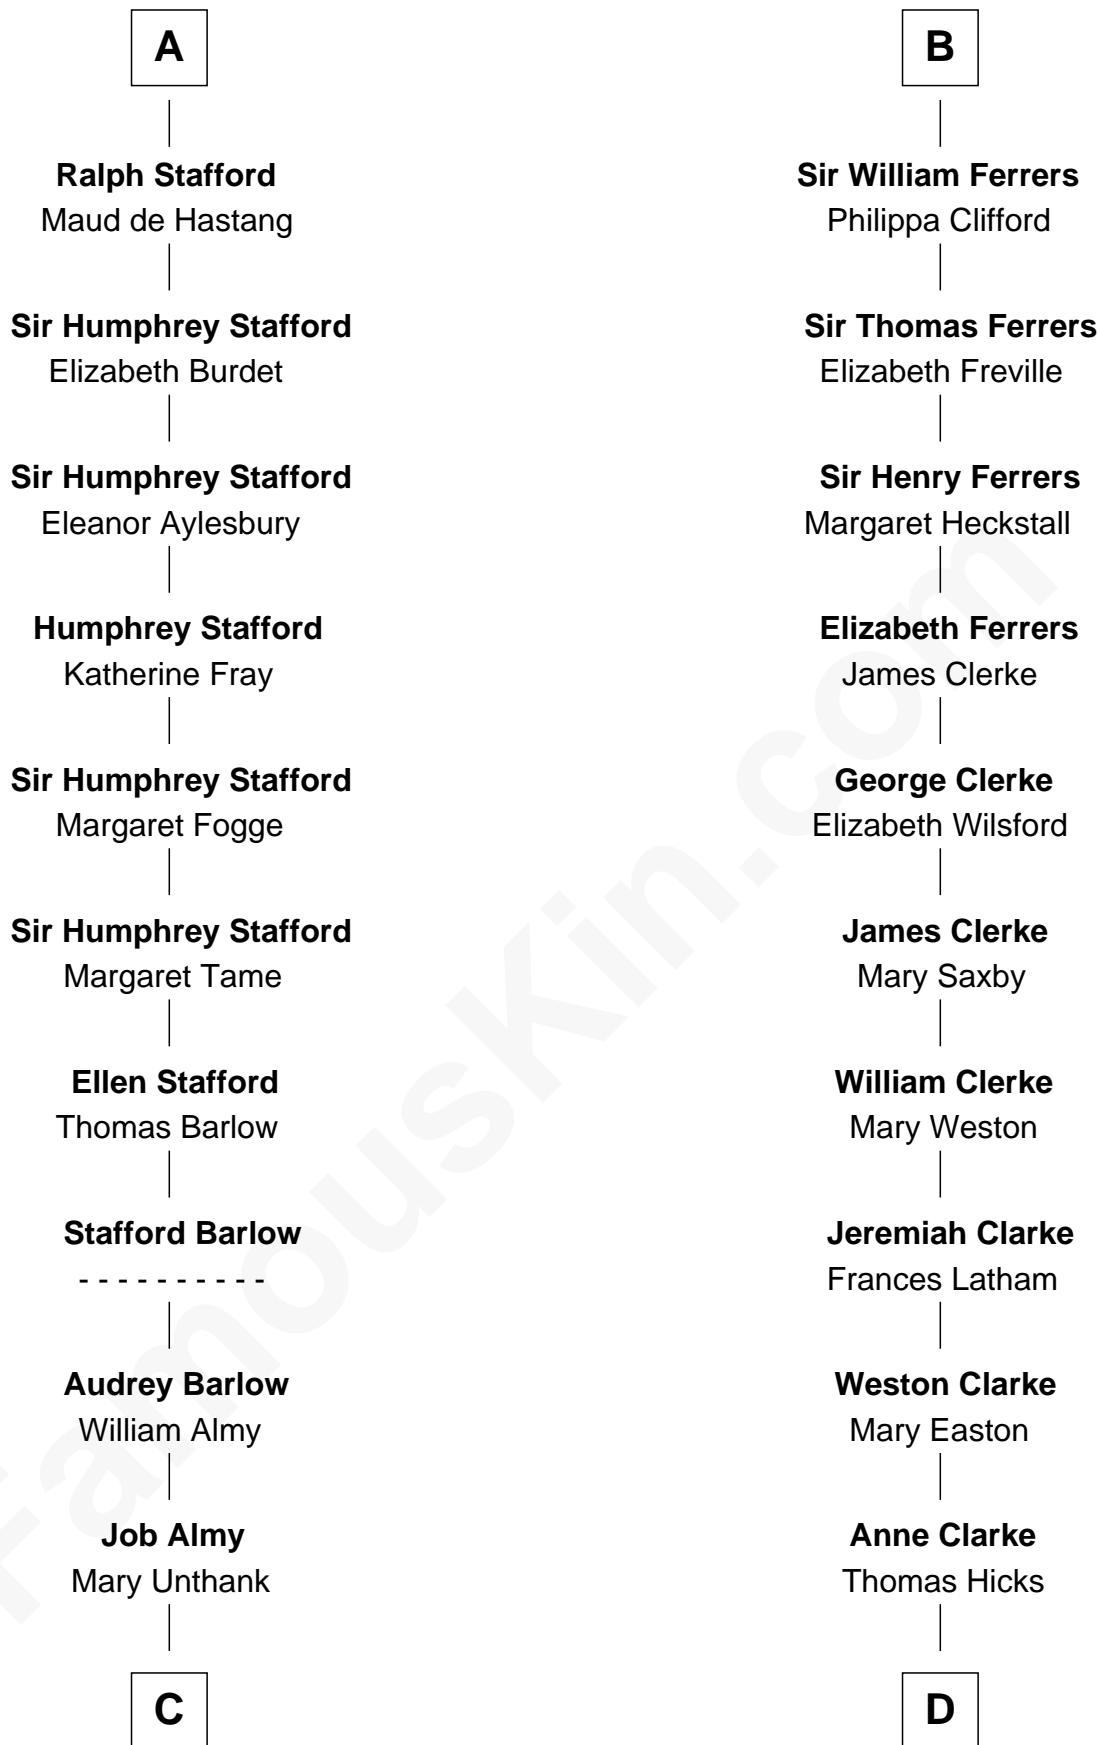 A
Ralph Stafford
Maud de Hastang
Sir Humphrey Stafford
Elizabeth Burdet
Sir Humphrey Stafford
Eleanor Aylesbury
Humphrey Stafford
Katherine Fray
Sir Humphrey Stafford
Margaret Fogge
Sir Humphrey Stafford
Margaret Tame
Ellen Stafford
Thomas Barlow
Stafford Barlow
- - - - - - - - - -
Audrey Barlow
William Almy
Job Almy
Mary Unthank
C
B
Sir William Ferrers
Philippa Clifford
Sir Thomas Ferrers
Elizabeth Freville
Sir Henry Ferrers
Margaret Heckstall
Elizabeth Ferrers
James Clerke
George Clerke
Elizabeth Wilsford
James Clerke
Mary Saxby
William Clerke
Mary Weston
Jeremiah Clarke
Frances Latham
Weston Clarke
Mary Easton
Anne Clarke
Thomas Hicks
D
FamousKin.com